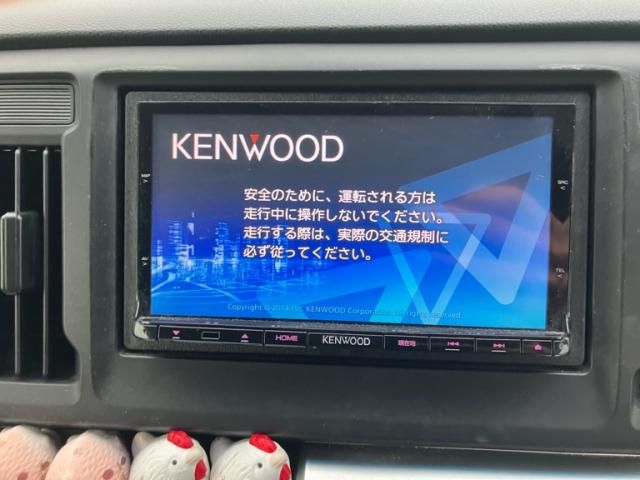 KENWOOD
安全のために、運転される方は
走行中に操作しないでください。
走行する際は、実際の交通規制に
必ず従ってください。
Copyright © 2014 JVC KENWOOD Corporation All rights reserved.
HOME
KENWOOD
現在地
MAP
TEL